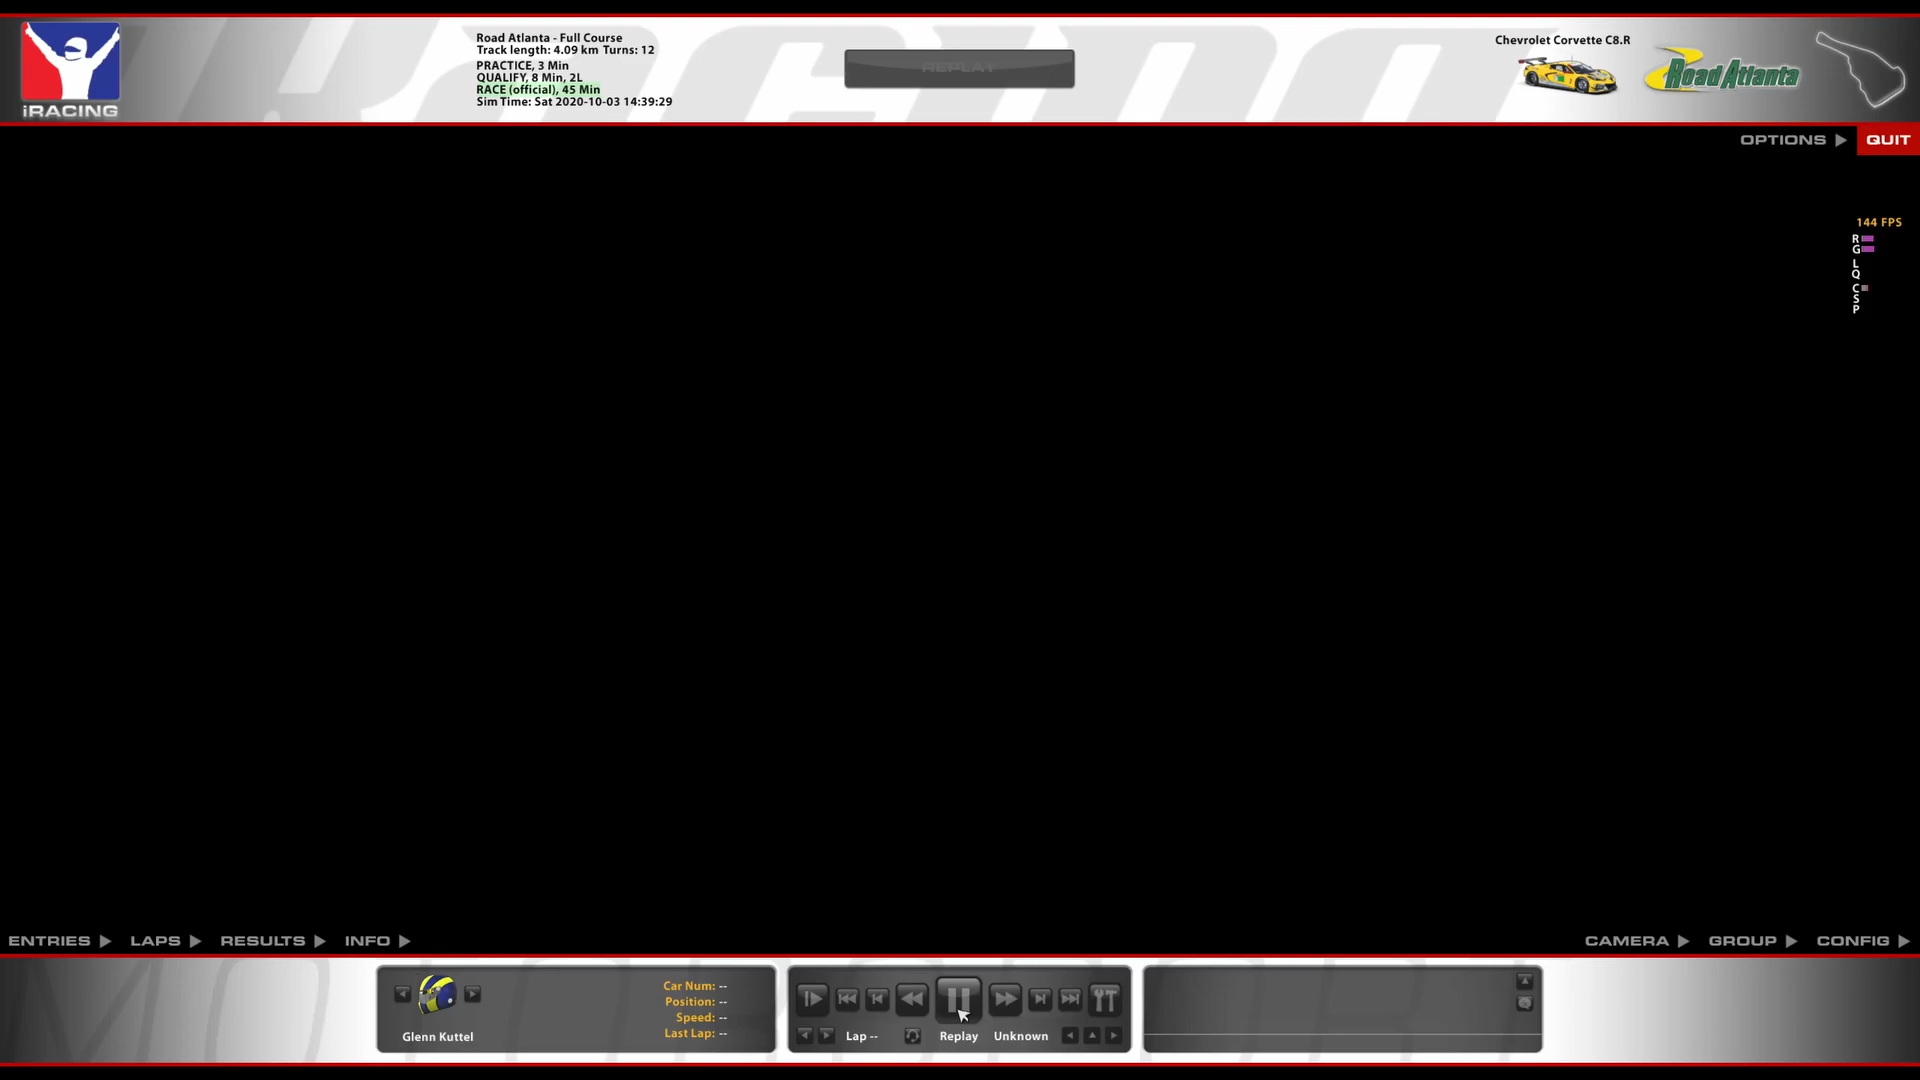 iRACING
Road Atlanta - Full Course
Track length: 4.09 km Turns: 12
PRACTICE, 3 Min
QUALIFY, 8 Min, 2L
RACE (official), 45 Min
Sim Time: Sat 2020-10-03 14:39:29
REPLAY
Chevrolet Corvette C8.R
Road Atlanta
OPTIONS
QUIT
144 FPS
R
G
L
Q
C
S
P
ENTRIES
LAPS
RESULTS
INFO
CAMERA
GROUP
CONFIG
Glenn Kuttel
Car Num: --
Position: --
Speed: --
Last Lap: --
Lap --
Replay
Unknown